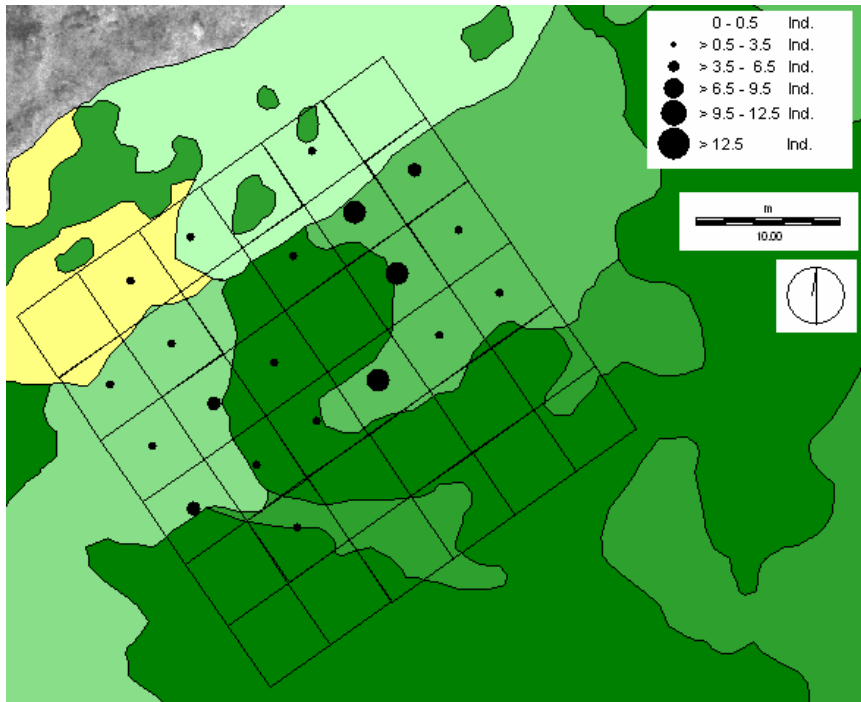 0 - 0.5 Ind.
> 0.5 - 3.5 Ind.
> 3.5 - 6.5 Ind.
> 6.5 - 9.5 Ind.
> 9.5 - 12.5 Ind.
> 12.5 Ind.
m
10.00